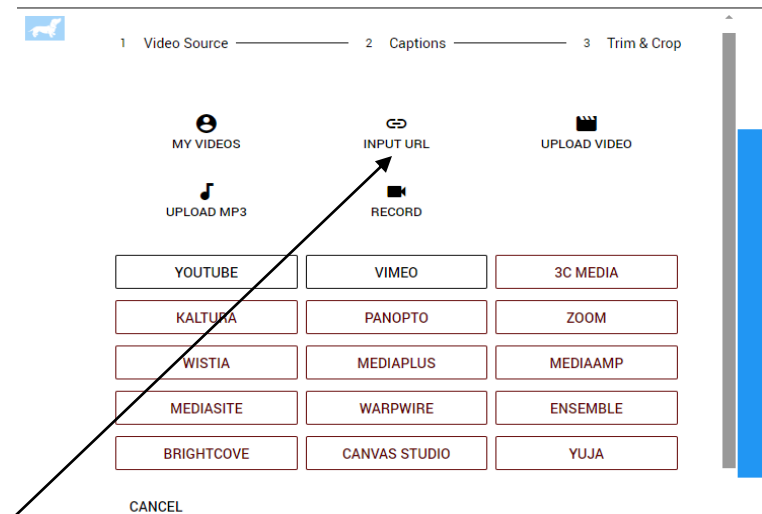 1 Video Source 2 Captions 3 Trim & Crop
MY VIDEOS INPUT URL UPLOAD VIDEO
UPLOAD MP3 RECORD
YOUTUBE VIMEO 3C MEDIA
KALTURA PANOPTO ZOOM
WISTIA MEDIAPLUS MEDIAAMP
MEDIASITE WARPWIRE ENSEMBLE
BRIGHTCOVE CANVAS STUDIO YUJA
CANCEL